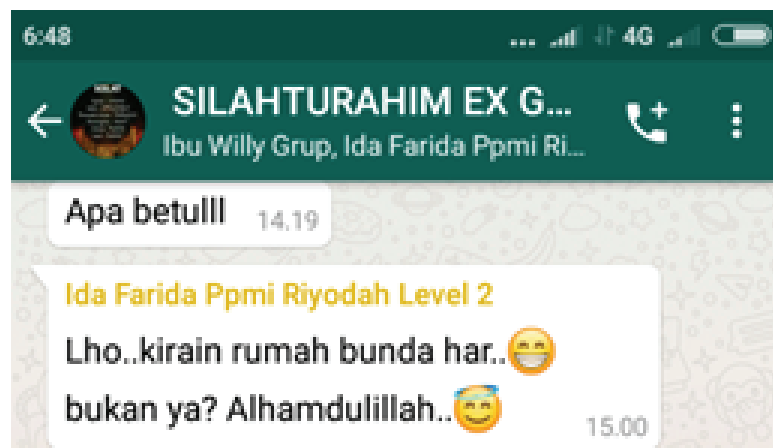 6:48 ... 4G
SILAHTURAHIM EX G...
Ibu Willy Grup, Ida Farida Ppmi Ri...
Apa betulll 14.19
Ida Farida Ppmi Riyodah Level 2
Lho..kirain rumah bunda har..😁
bukan ya? Alhamdulillah..😇
15.00